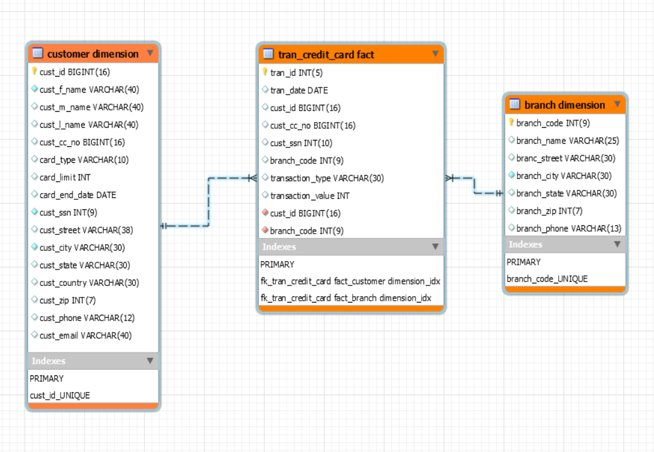 customer dimension
cust_id BIGINT(16)
cust_f_name VARCHAR(40)
cust_m_name VARCHAR(40)
cust_l_name VARCHAR(40)
cust_cc_no BIGINT(16)
card_type VARCHAR(10)
card_limit INT
card_end_date DATE
cust_ssn INT(9)
cust_street VARCHAR(38)
cust_city VARCHAR(30)
cust_state VARCHAR(30)
cust_country VARCHAR(30)
cust_zip INT(7)
cust_phone VARCHAR(12)
cust_email VARCHAR(40)
Indexes
PRIMARY
cust_id_UNIQUE
tran_credit_card fact
tran_id INT(5)
tran_date DATE
cust_id BIGINT(16)
cust_cc_no BIGINT(16)
cust_ssn INT(10)
branch_code INT(9)
transaction_type VARCHAR(30)
transaction_value INT
cust_id BIGINT(16)
branch_code INT(9)
Indexes
PRIMARY
fk_tran_credit_card fact_customer dimension_idx
fk_tran_credit_card fact_branch dimension_idx
branch dimension
branch_code INT(9)
branch_name VARCHAR(25)
branc_street VARCHAR(30)
branch_city VARCHAR(30)
branch_state VARCHAR(30)
branch_zip INT(7)
branch_phone VARCHAR(13)
Indexes
PRIMARY
branch_code_UNIQUE